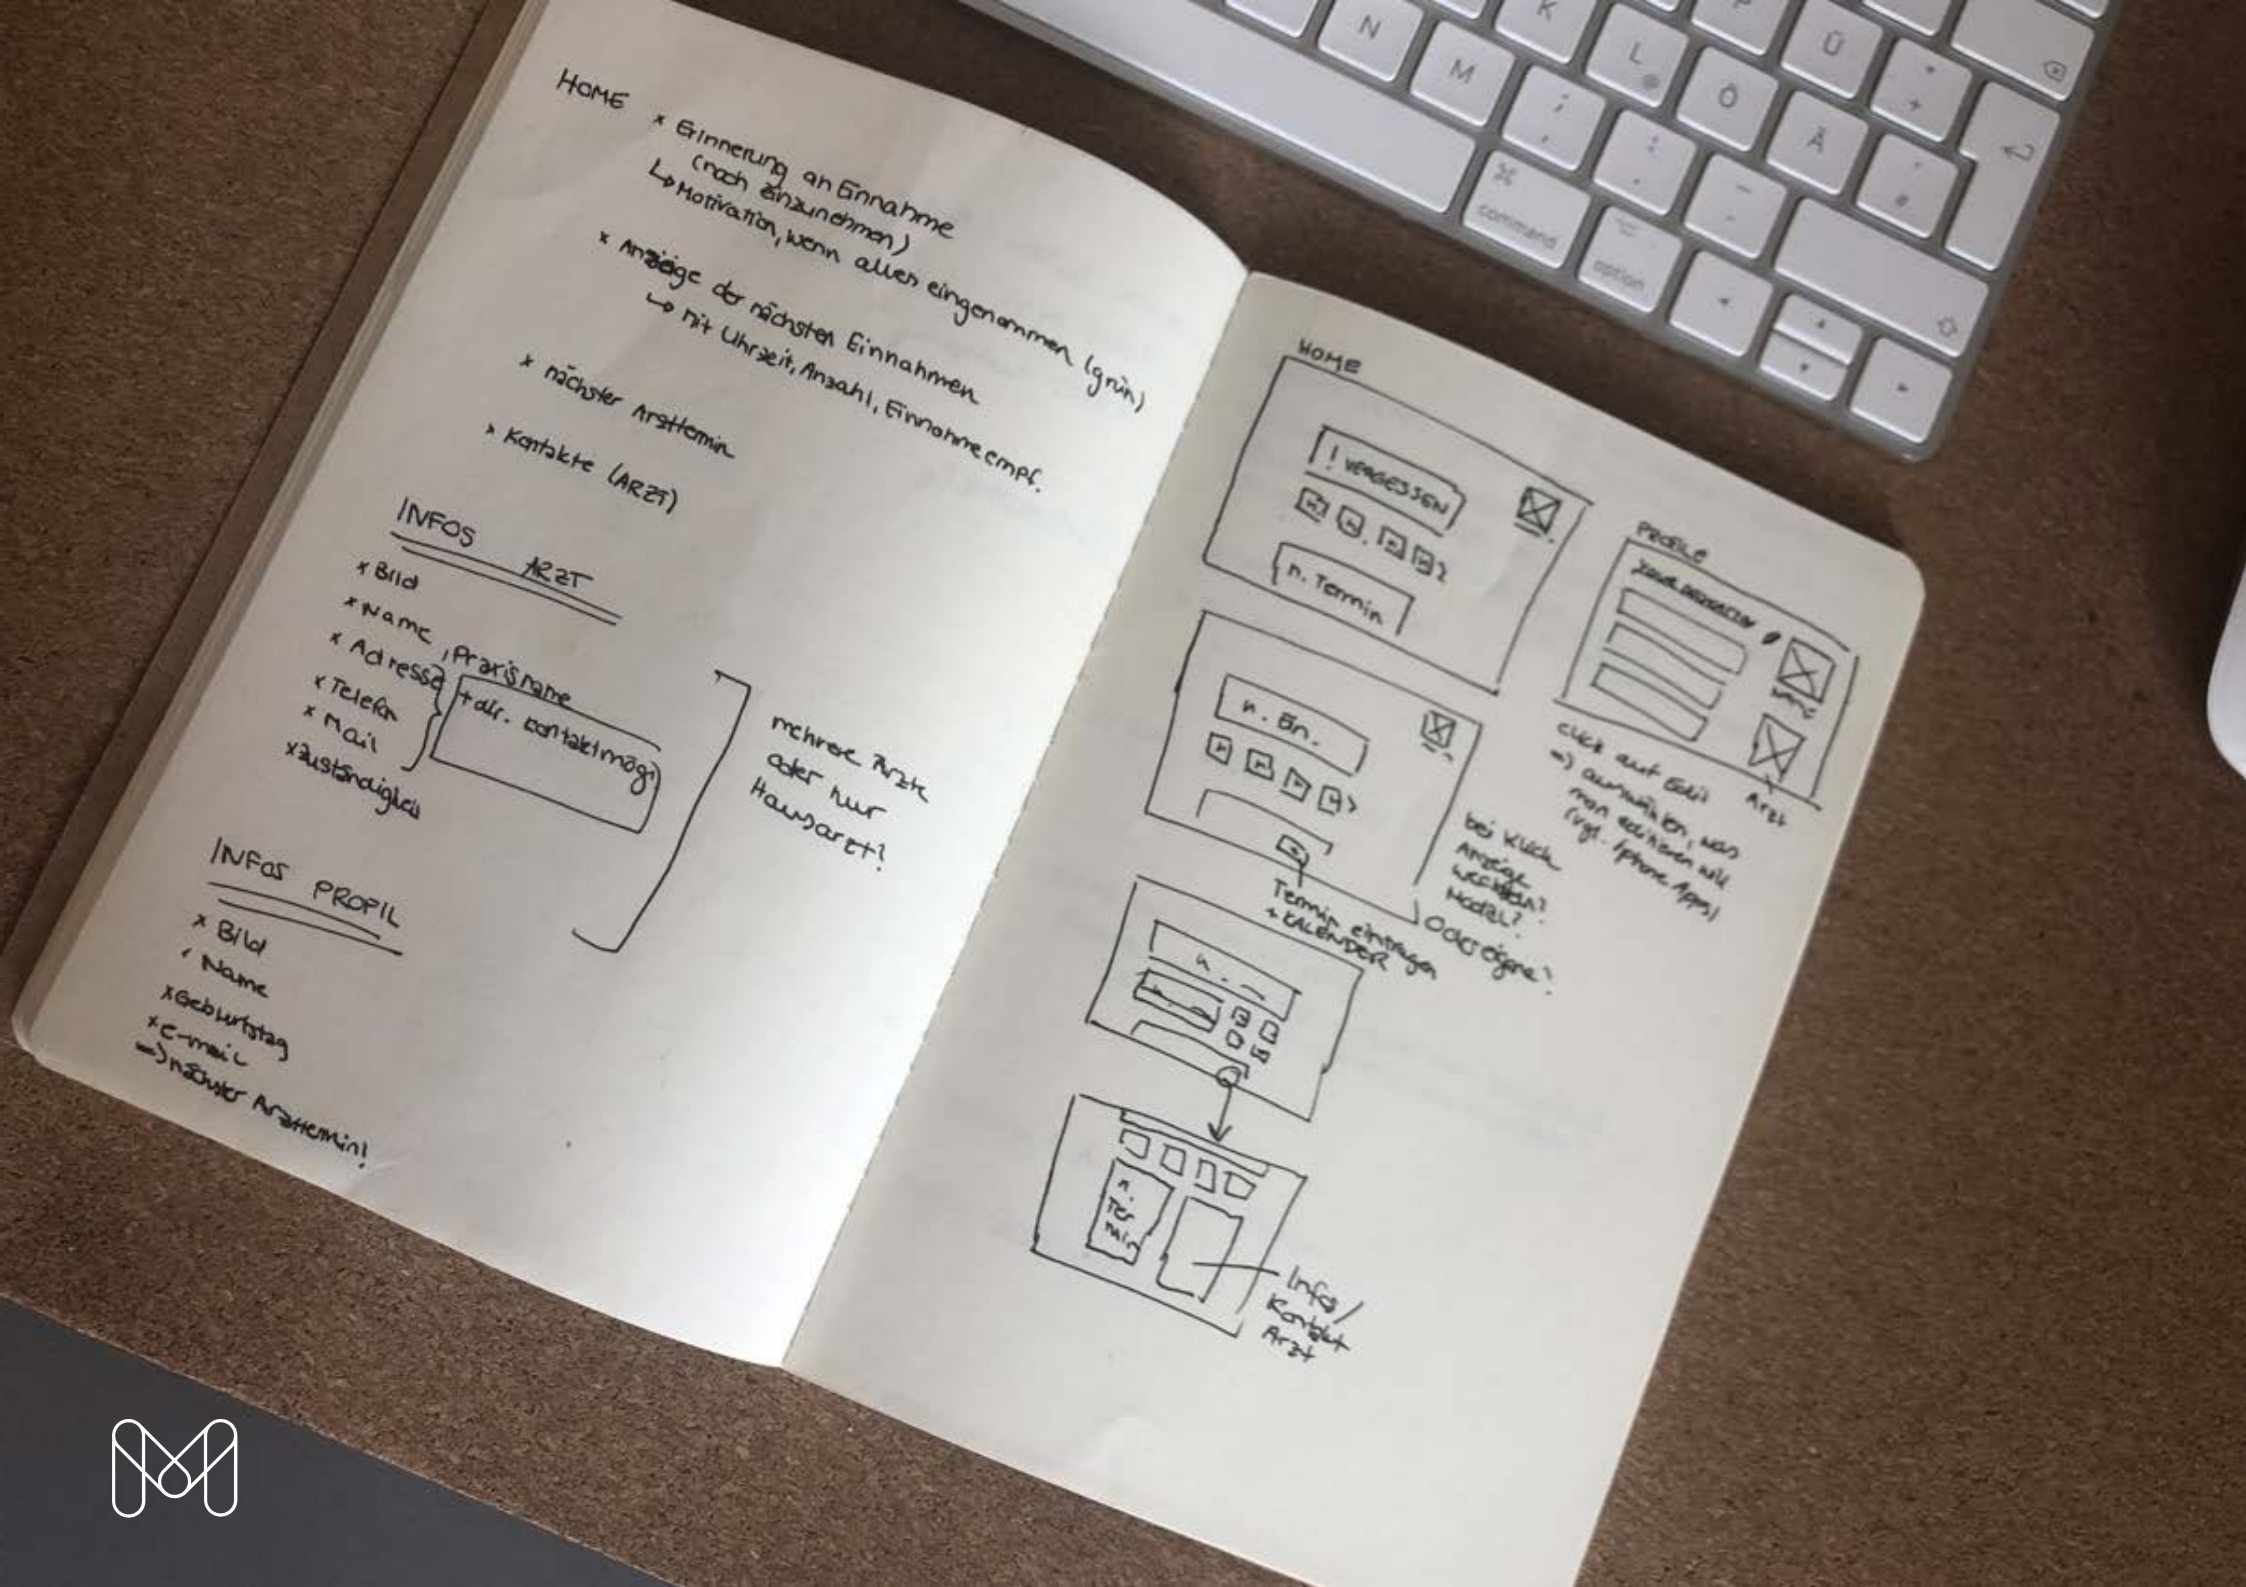 HOME
x Erinnerung an Einnahme
(noch einzunehmen)
↳ Motivation, wenn alles eingenommen (grün)
x Anzeige der nächsten Einnahmen
↳ mit Uhrzeit, Anzahl, Einnahmeempf.
x nächster Arzttermin
x Kontakte (ARZT)
INFOS ARZT
x Bild
x Name, Praxisname
x Adresse
x Telefon
x Mail
+ dir. Kontaktmögl.
x Zuständigkeit
mehrere Ärzte
oder nur
Hausarzt?
INFOS PROFIL
x Bild
x Name
x Geburtstag
x e-mail
=> nächster Arzttermin!
HOME
! VERGESSEN
n. Termin
PROFILE
click auf Edit
=> auswählen, was
man editieren will
(vgl. Iphone Apps)
Arzt
n. Ein.
bei Klick
Anzeige
Modal?
Oder eigene?
Termin eintragen
+ KALENDER
n.
n.
Ter
min
Info/
Kontakt
Arzt
N
M
K
L
@
P
Ö
Ü
Ä
*
+
;
,
:
.
_
-
'
#
⌘
command
option